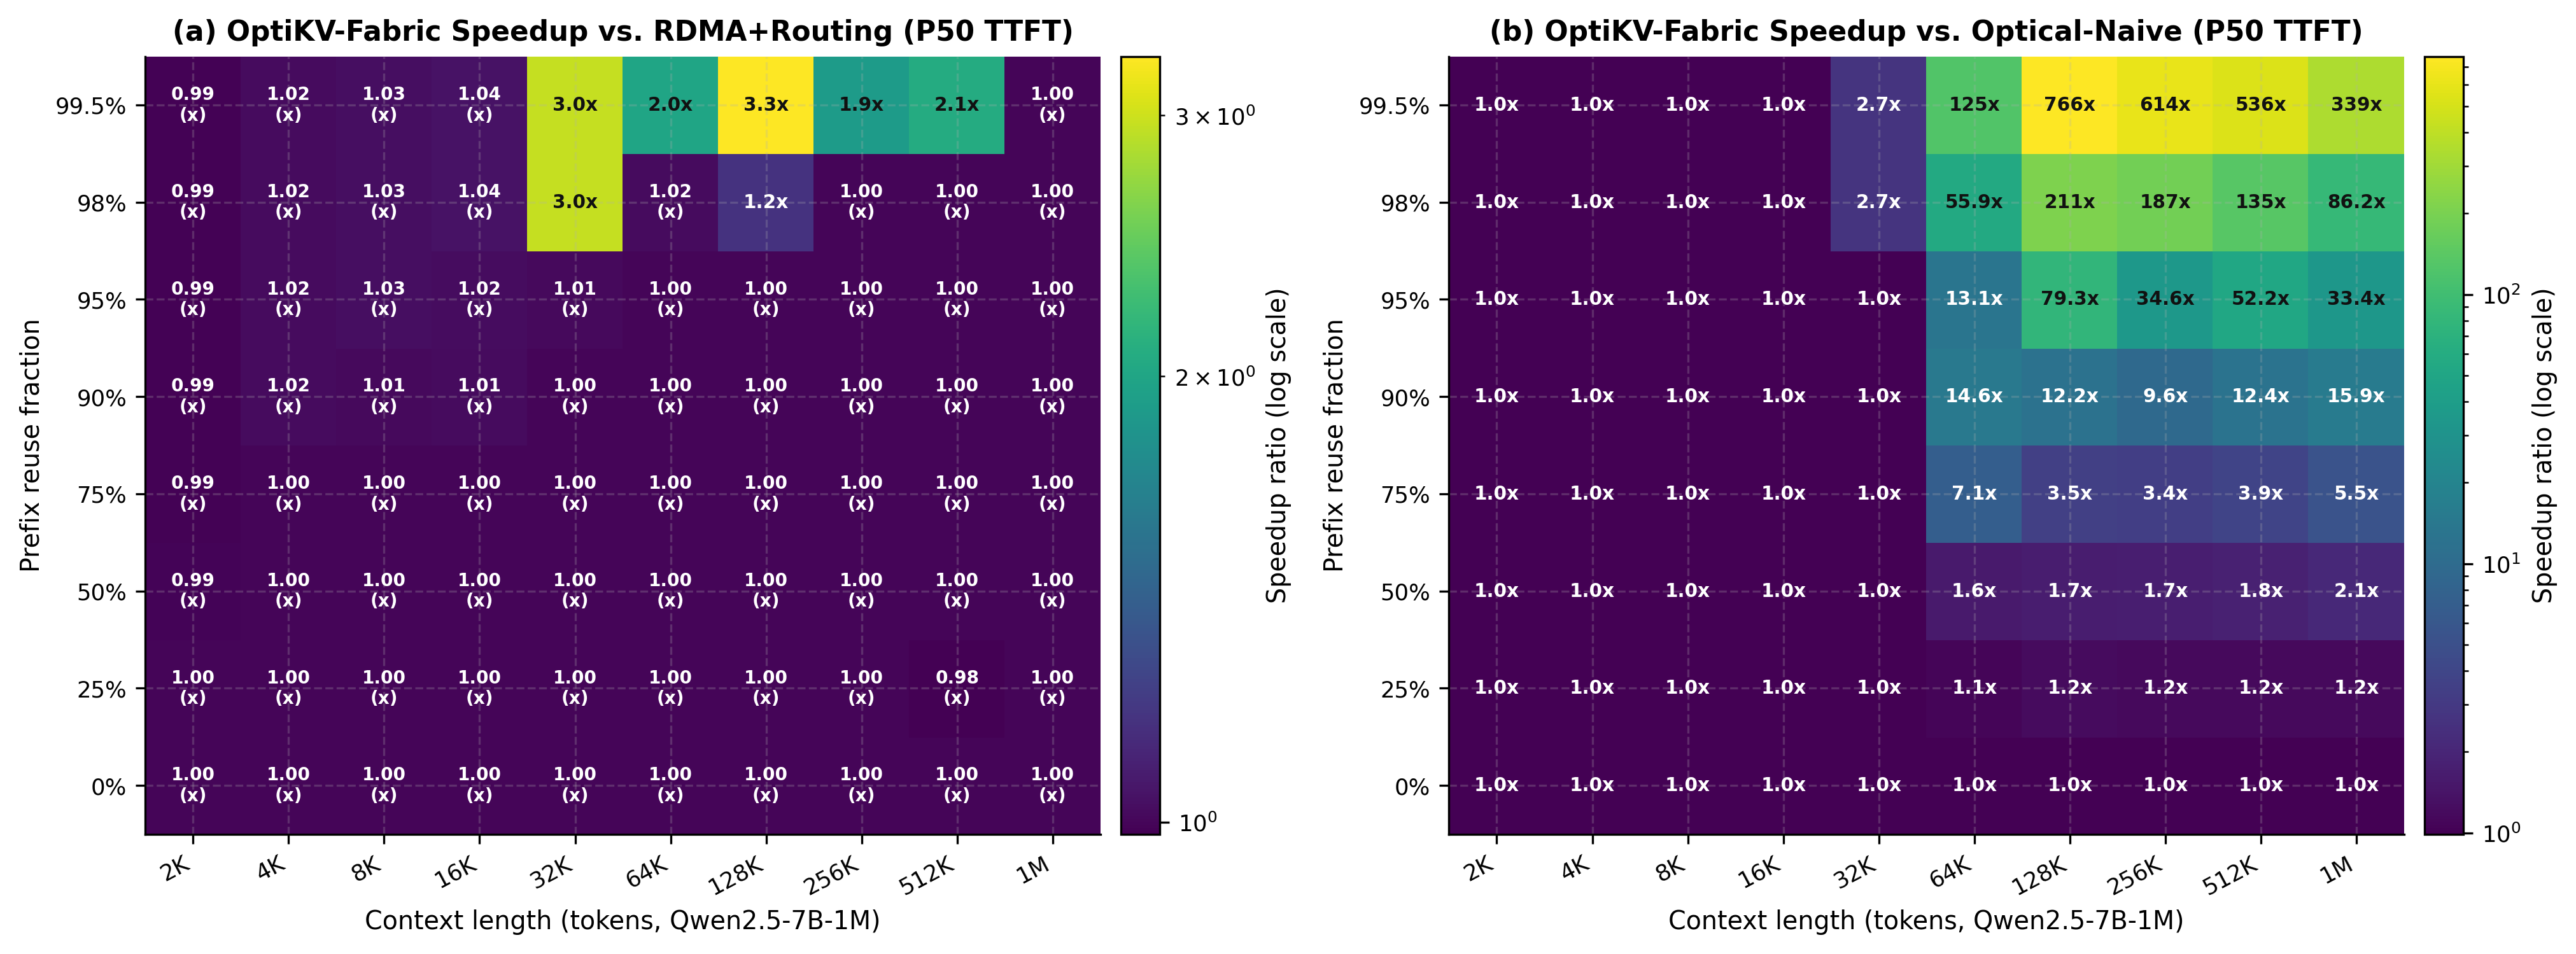 (a) OptiKV-Fabric Speedup vs. RDMA+Routing (P50 TTFT)
Prefix reuse fraction
99.5% 0.99 (x) 1.02 (x) 1.03 (x) 1.04 (x) 3.0x 2.0x 3.3x 1.9x 2.1x 1.00 (x)
98% 0.99 (x) 1.02 (x) 1.03 (x) 1.04 (x) 3.0x 1.02 (x) 1.2x 1.00 (x) 1.00 (x) 1.00 (x)
95% 0.99 (x) 1.02 (x) 1.03 (x) 1.02 (x) 1.01 (x) 1.00 (x) 1.00 (x) 1.00 (x) 1.00 (x) 1.00 (x)
90% 0.99 (x) 1.02 (x) 1.01 (x) 1.01 (x) 1.00 (x) 1.00 (x) 1.00 (x) 1.00 (x) 1.00 (x) 1.00 (x)
75% 0.99 (x) 1.00 (x) 1.00 (x) 1.00 (x) 1.00 (x) 1.00 (x) 1.00 (x) 1.00 (x) 1.00 (x) 1.00 (x)
50% 0.99 (x) 1.00 (x) 1.00 (x) 1.00 (x) 1.00 (x) 1.00 (x) 1.00 (x) 1.00 (x) 1.00 (x) 1.00 (x)
25% 1.00 (x) 1.00 (x) 1.00 (x) 1.00 (x) 1.00 (x) 1.00 (x) 1.00 (x) 1.00 (x) 0.98 (x) 1.00 (x)
0% 1.00 (x) 1.00 (x) 1.00 (x) 1.00 (x) 1.00 (x) 1.00 (x) 1.00 (x) 1.00 (x) 1.00 (x) 1.00 (x)
2K 4K 8K 16K 32K 64K 128K 256K 512K 1M
Context length (tokens, Qwen2.5-7B-1M)
3 × 10⁰
2 × 10⁰
10⁰
Speedup ratio (log scale)
(b) OptiKV-Fabric Speedup vs. Optical-Naive (P50 TTFT)
Prefix reuse fraction
99.5% 1.0x 1.0x 1.0x 1.0x 2.7x 125x 766x 614x 536x 339x
98% 1.0x 1.0x 1.0x 1.0x 2.7x 55.9x 211x 187x 135x 86.2x
95% 1.0x 1.0x 1.0x 1.0x 1.0x 13.1x 79.3x 34.6x 52.2x 33.4x
90% 1.0x 1.0x 1.0x 1.0x 1.0x 14.6x 12.2x 9.6x 12.4x 15.9x
75% 1.0x 1.0x 1.0x 1.0x 1.0x 7.1x 3.5x 3.4x 3.9x 5.5x
50% 1.0x 1.0x 1.0x 1.0x 1.0x 1.6x 1.7x 1.7x 1.8x 2.1x
25% 1.0x 1.0x 1.0x 1.0x 1.0x 1.1x 1.2x 1.2x 1.2x 1.2x
0% 1.0x 1.0x 1.0x 1.0x 1.0x 1.0x 1.0x 1.0x 1.0x 1.0x
2K 4K 8K 16K 32K 64K 128K 256K 512K 1M
Context length (tokens, Qwen2.5-7B-1M)
10²
10¹
10⁰
Speedup ratio (log scale)